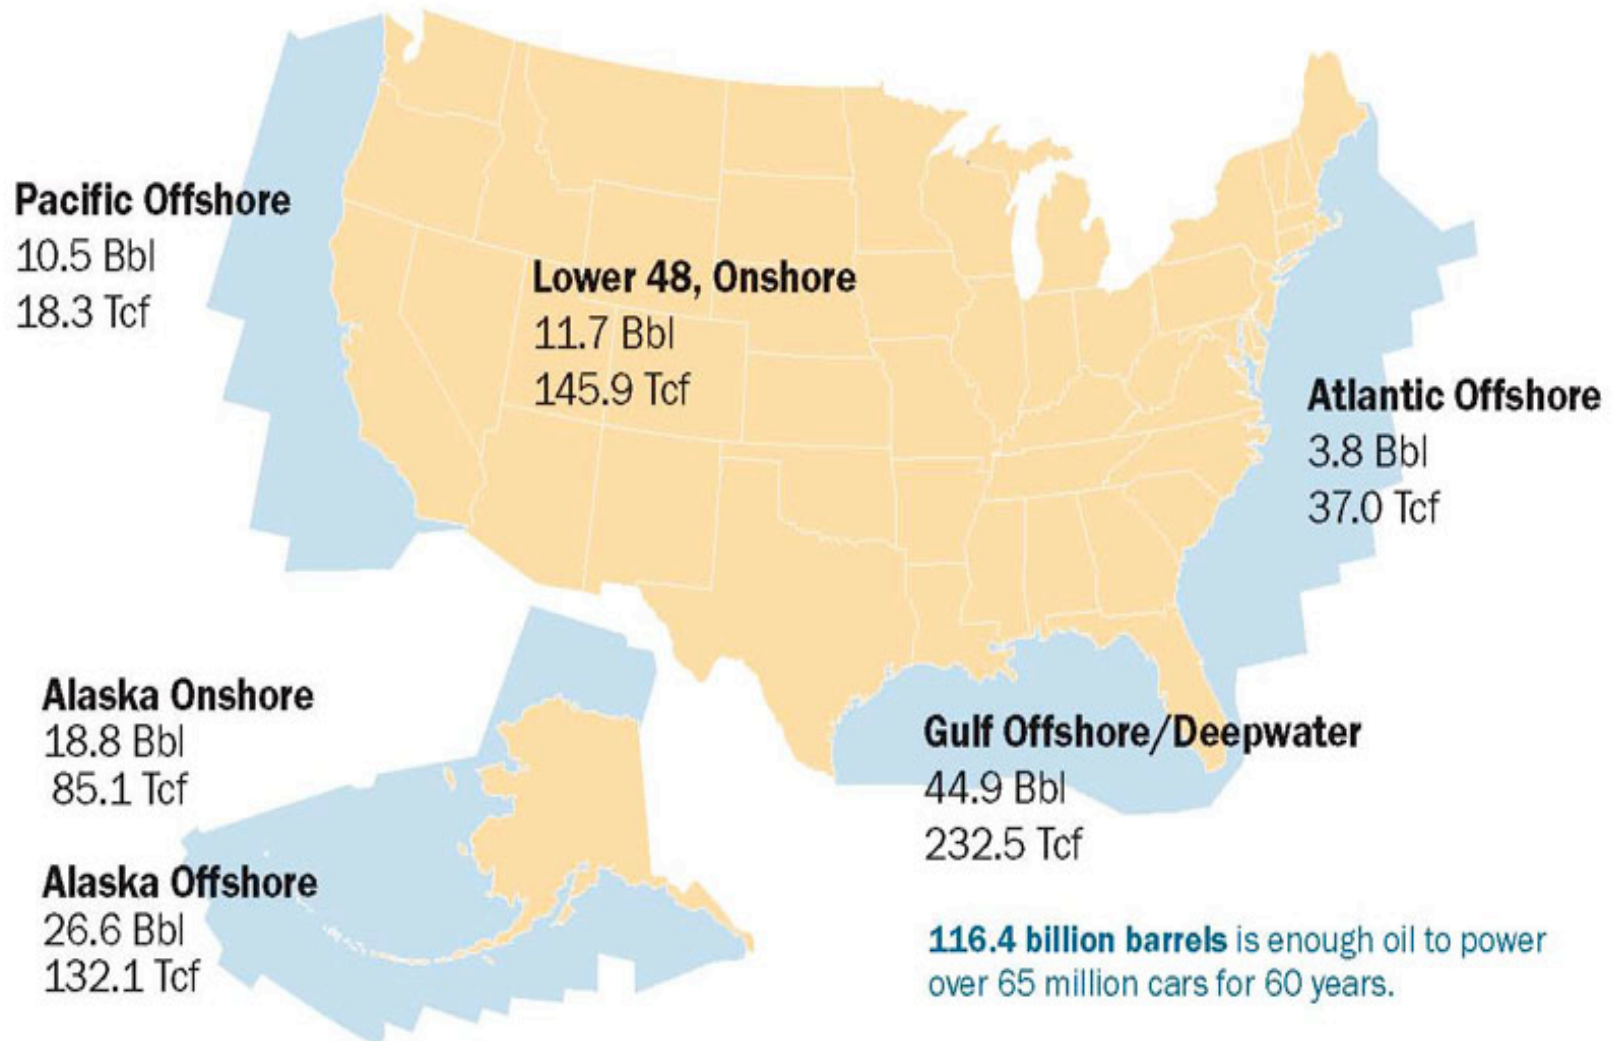 Pacific Offshore
10.5 Bbl
18.3 Tcf
Lower 48, Onshore
11.7 Bbl
145.9 Tcf
Atlantic Offshore
3.8 Bbl
37.0 Tcf
Alaska Onshore
18.8 Bbl
85.1 Tcf
Alaska Offshore
26.6 Bbl
132.1 Tcf
Gulf Offshore/Deepwater
44.9 Bbl
232.5 Tcf
116.4 billion barrels is enough oil to power
over 65 million cars for 60 years.